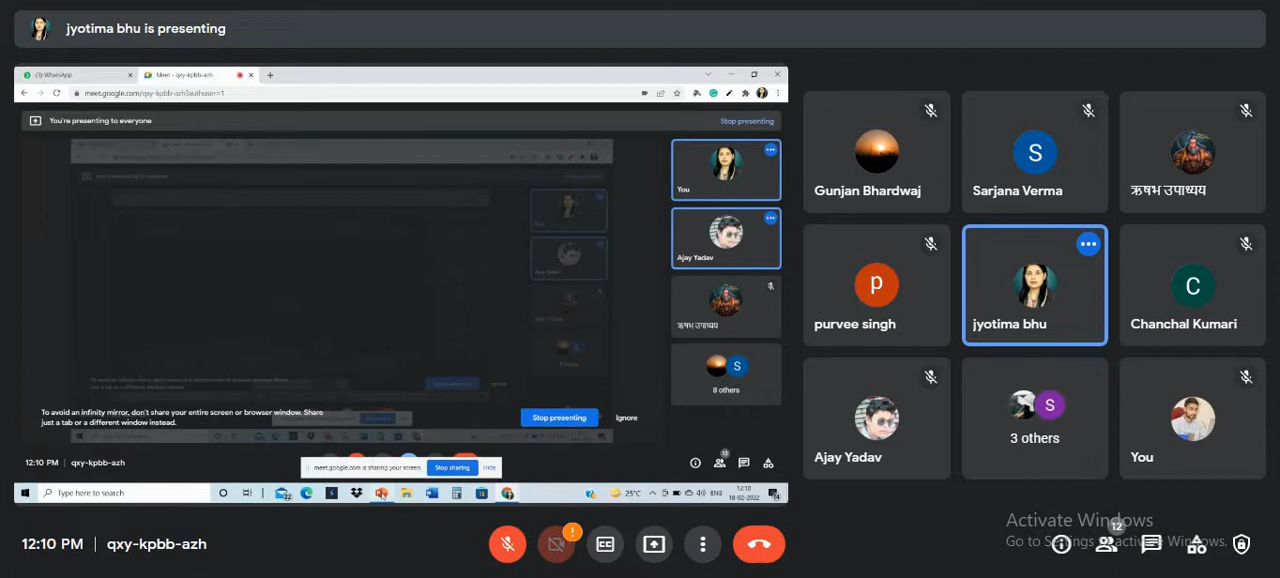 jyotima bhu is presenting
(1) WhatsApp
Meet - qxy-kpbb-azh
meet.google.com/qxy-kpbb-azh?authuser=1
You're presenting to everyone
Stop presenting
You
Ajay Yadav
ऋषभ उपाध्याय
S
8 others
To avoid an infinity mirror, don't share your entire screen or browser window. Share
just a tab or a different window instead.
Stop presenting
Ignore
12:10 PM | qxy-kpbb-azh
12
meet.google.com is sharing your screen.
Stop sharing
Hide
Type here to search
22
25°C
ENG
12:10
18-02-2022
Gunjan Bhardwaj
S
Sarjana Verma
ऋषभ उपाध्याय
p
purvee singh
jyotima bhu
C
Chanchal Kumari
Ajay Yadav
S
3 others
You
Activate Windows
Go to Settings to activate Windows.
12:10 PM | qxy-kpbb-azh
CC
12